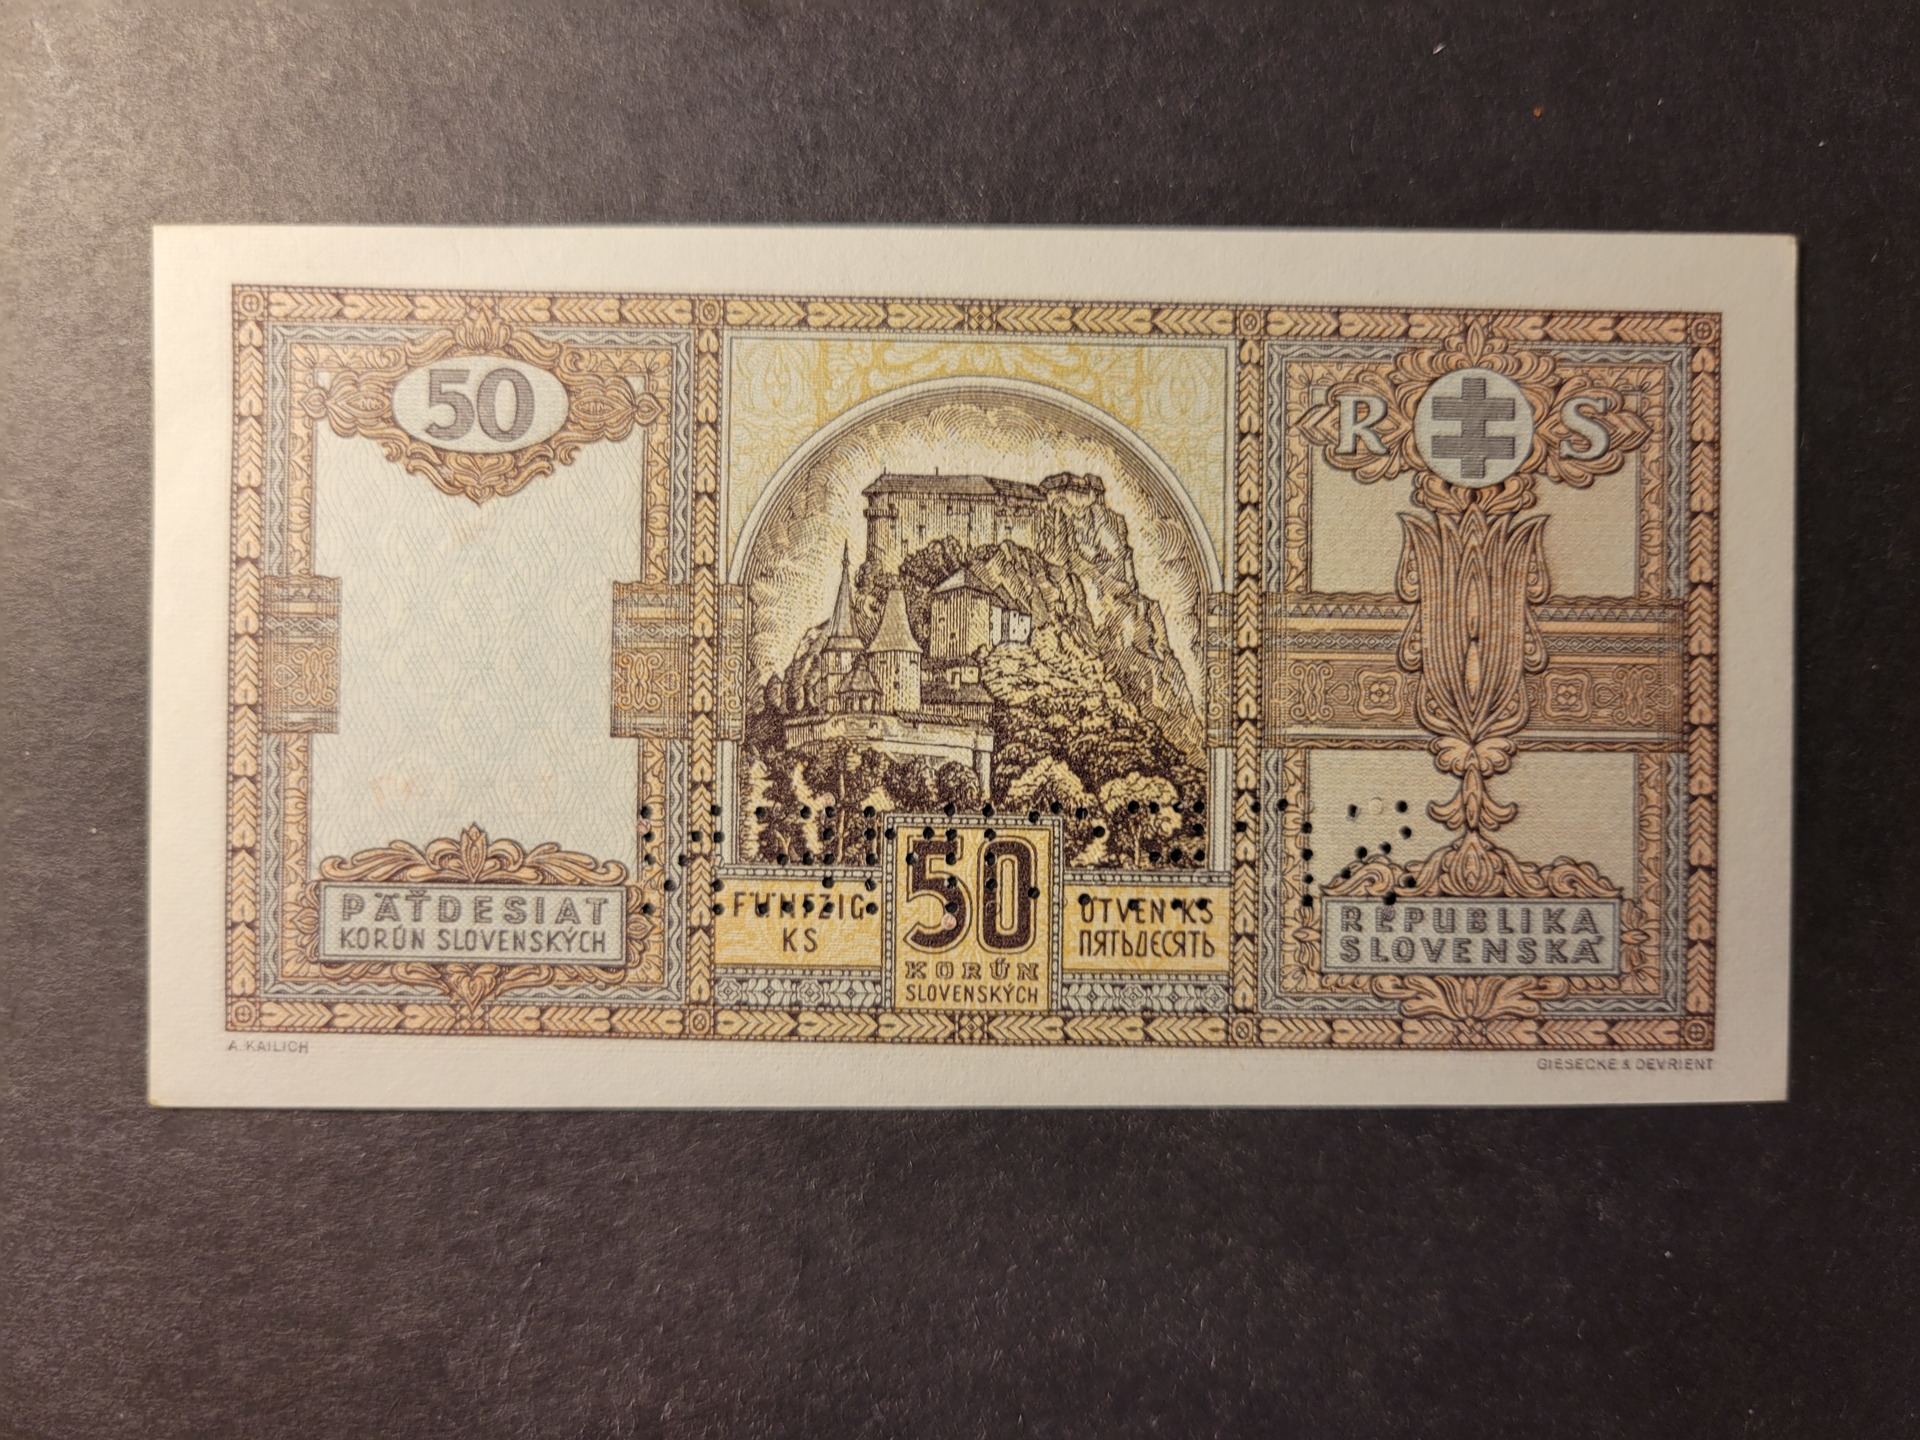 50
R S
PÄŤDESIAT
KORÚN SLOVENSKÝCH
FÜNFZIG
KS
50
KORÚN
SLOVENSKÝCH
ÖTVEN KS
ПЯТЬДЕСЯТЬ
REPUBLIKA
SLOVENSKÁ
A. KAILICH
GIESECKE & DEVRIENT